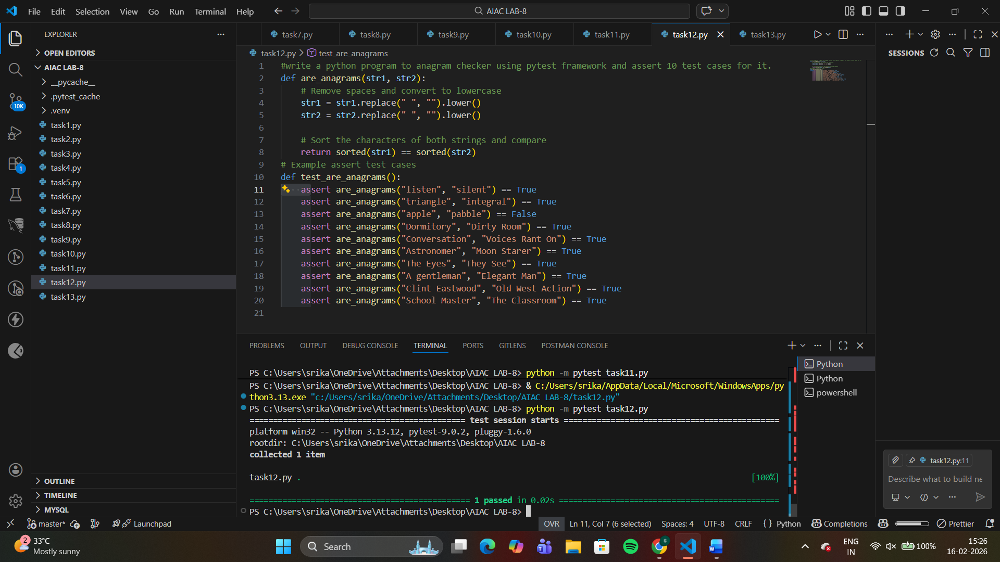 File Edit Selection View Go Run Terminal Help
AIAC LAB-8
EXPLORER
OPEN EDITORS
AIAC LAB-8
__pycache__
.pytest_cache
.venv
task1.py
task2.py
task3.py
task4.py
task5.py
task6.py
task7.py
task8.py
task9.py
task10.py
task11.py
task12.py
task13.py
OUTLINE
TIMELINE
MYSQL
10K
1
task7.py task8.py task9.py task10.py task11.py task12.py task13.py
task12.py > test_are_anagrams
1 #write a python program to anagram checker using pytest framework and assert 10 test cases for it.
2 def are_anagrams(str1, str2):
3 # Remove spaces and convert to lowercase
4 str1 = str1.replace(" ", "").lower()
5 str2 = str2.replace(" ", "").lower()
6
7 # Sort the characters of both strings and compare
8 return sorted(str1) == sorted(str2)
9 # Example assert test cases
10 def test_are_anagrams():
11 assert are_anagrams("listen", "silent") == True
12 assert are_anagrams("triangle", "integral") == True
13 assert are_anagrams("apple", "pabble") == False
14 assert are_anagrams("Dormitory", "Dirty Room") == True
15 assert are_anagrams("Conversation", "Voices Rant On") == True
16 assert are_anagrams("Astronomer", "Moon Starer") == True
17 assert are_anagrams("The Eyes", "They See") == True
18 assert are_anagrams("A gentleman", "Elegant Man") == True
19 assert are_anagrams("Clint Eastwood", "Old West Action") == True
20 assert are_anagrams("School Master", "The Classroom") == True
21
PROBLEMS OUTPUT DEBUG CONSOLE TERMINAL PORTS GITLENS POSTMAN CONSOLE
PS C:\Users\srika\OneDrive\Attachments\Desktop\AIAC LAB-8> python -m pytest task11.py
PS C:\Users\srika\OneDrive\Attachments\Desktop\AIAC LAB-8> & C:/Users/srika/AppData/Local/Microsoft/WindowsApps/py
thon3.13.exe "c:/Users/srika/OneDrive/Attachments/Desktop/AIAC LAB-8/task12.py"
PS C:\Users\srika\OneDrive\Attachments\Desktop\AIAC LAB-8> python -m pytest task12.py
============================================== test session starts ==============================================
platform win32 -- Python 3.13.12, pytest-9.0.2, pluggy-1.6.0
rootdir: C:\Users\srika\OneDrive\Attachments\Desktop\AIAC LAB-8
collected 1 item
task12.py . [100%]
=============================================== 1 passed in 0.02s ===============================================
PS C:\Users\srika\OneDrive\Attachments\Desktop\AIAC LAB-8>
Python
Python
powershell
SESSIONS
task12.py:11
Describe what to build ne
master* Launchpad
OVR Ln 11, Col 7 (6 selected) Spaces: 4 UTF-8 CRLF { } Python Completions Prettier
2
33°C
Mostly sunny
Search
ENG
IN
100%
15:26
16-02-2026